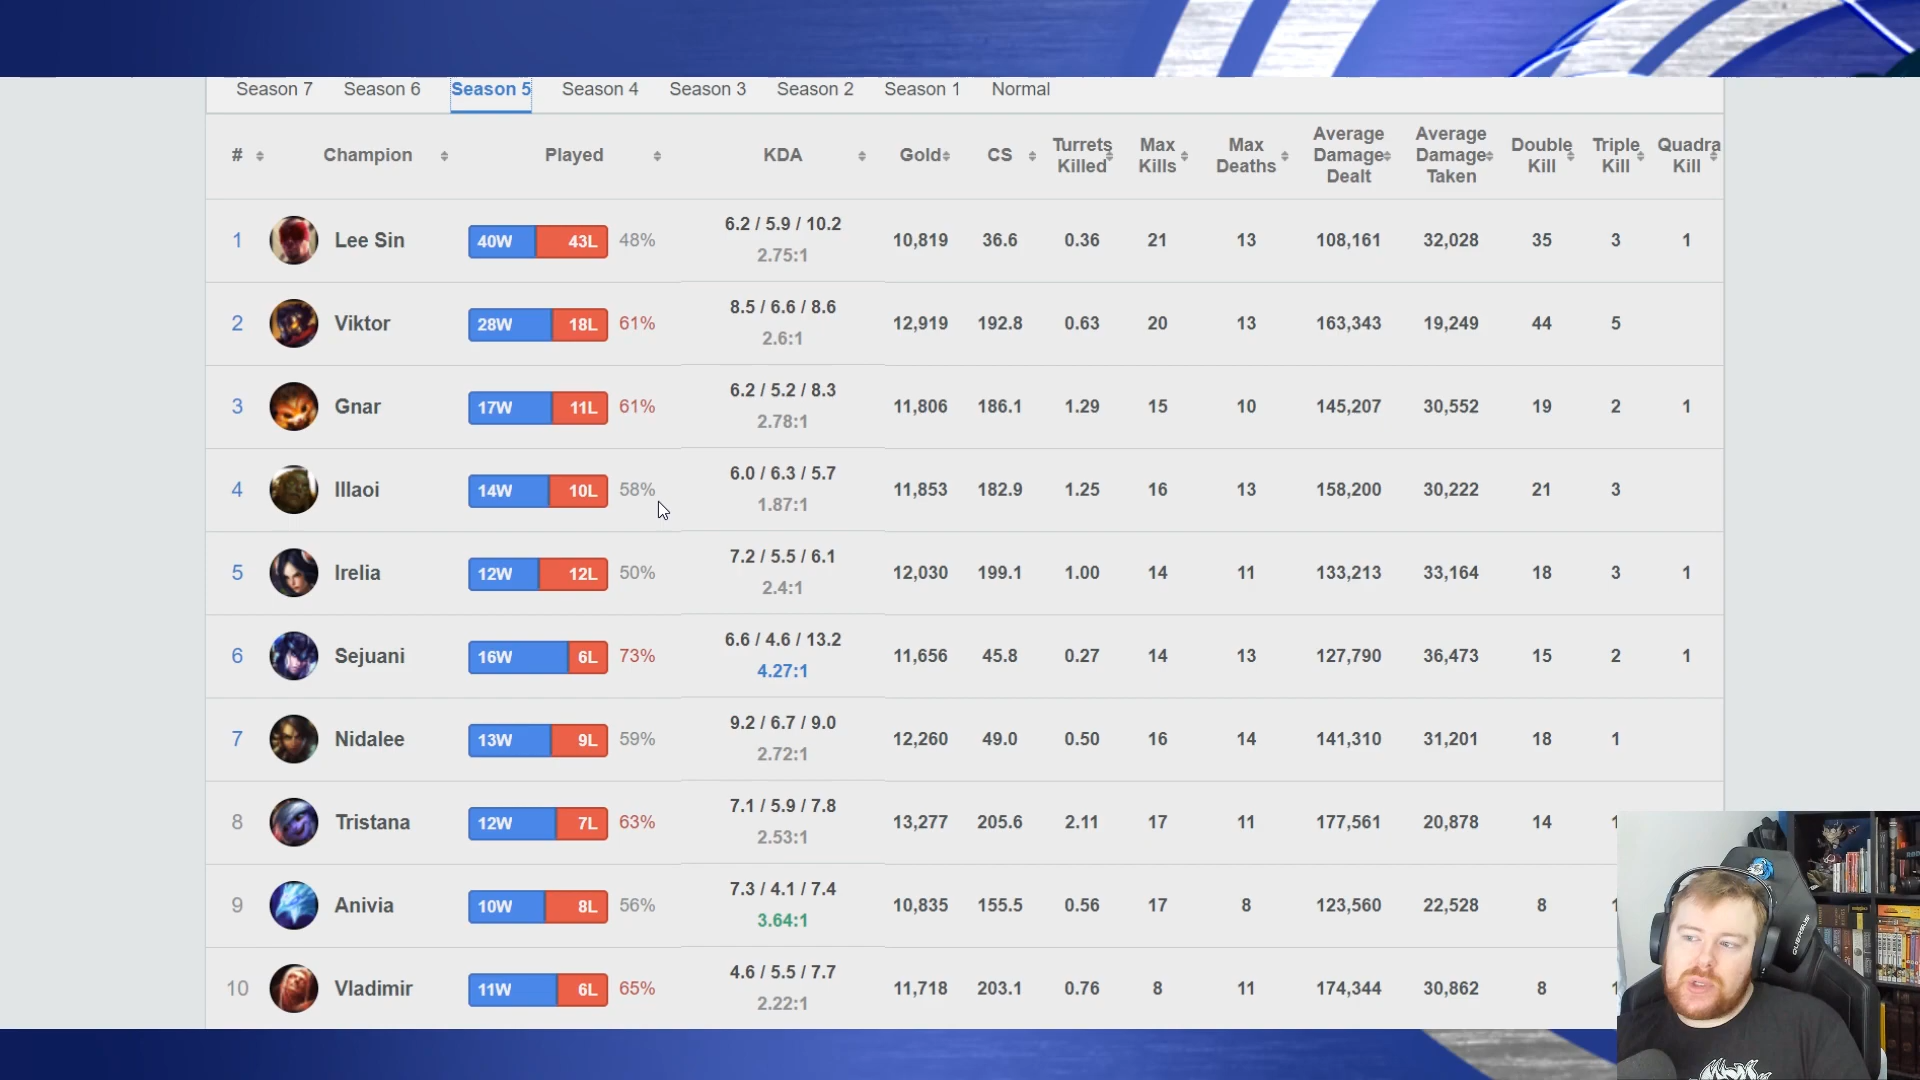 Season 7 Season 6 Season 5 Season 4 Season 3 Season 2 Season 1 Normal
# Champion Played KDA Gold CS Turrets Killed Max Kills Max Deaths Average Damage Dealt Average Damage Taken Double Kill Triple Kill Quadra Kill
1 Lee Sin 40W 43L 48% 6.2 / 5.9 / 10.2 2.75:1 10,819 36.6 0.36 21 13 108,161 32,028 35 3 1
2 Viktor 28W 18L 61% 8.5 / 6.6 / 8.6 2.6:1 12,919 192.8 0.63 20 13 163,343 19,249 44 5
3 Gnar 17W 11L 61% 6.2 / 5.2 / 8.3 2.78:1 11,806 186.1 1.29 15 10 145,207 30,552 19 2 1
4 Illaoi 14W 10L 58% 6.0 / 6.3 / 5.7 1.87:1 11,853 182.9 1.25 16 13 158,200 30,222 21 3
5 Irelia 12W 12L 50% 7.2 / 5.5 / 6.1 2.4:1 12,030 199.1 1.00 14 11 133,213 33,164 18 3 1
6 Sejuani 16W 6L 73% 6.6 / 4.6 / 13.2 4.27:1 11,656 45.8 0.27 14 13 127,790 36,473 15 2 1
7 Nidalee 13W 9L 59% 9.2 / 6.7 / 9.0 2.72:1 12,260 49.0 0.50 16 14 141,310 31,201 18 1
8 Tristana 12W 7L 63% 7.1 / 5.9 / 7.8 2.53:1 13,277 205.6 2.11 17 11 177,561 20,878 14
9 Anivia 10W 8L 56% 7.3 / 4.1 / 7.4 3.64:1 10,835 155.5 0.56 17 8 123,560 22,528 8
10 Vladimir 11W 6L 65% 4.6 / 5.5 / 7.7 2.22:1 11,718 203.1 0.76 8 11 174,344 30,862 8
QUERSUS